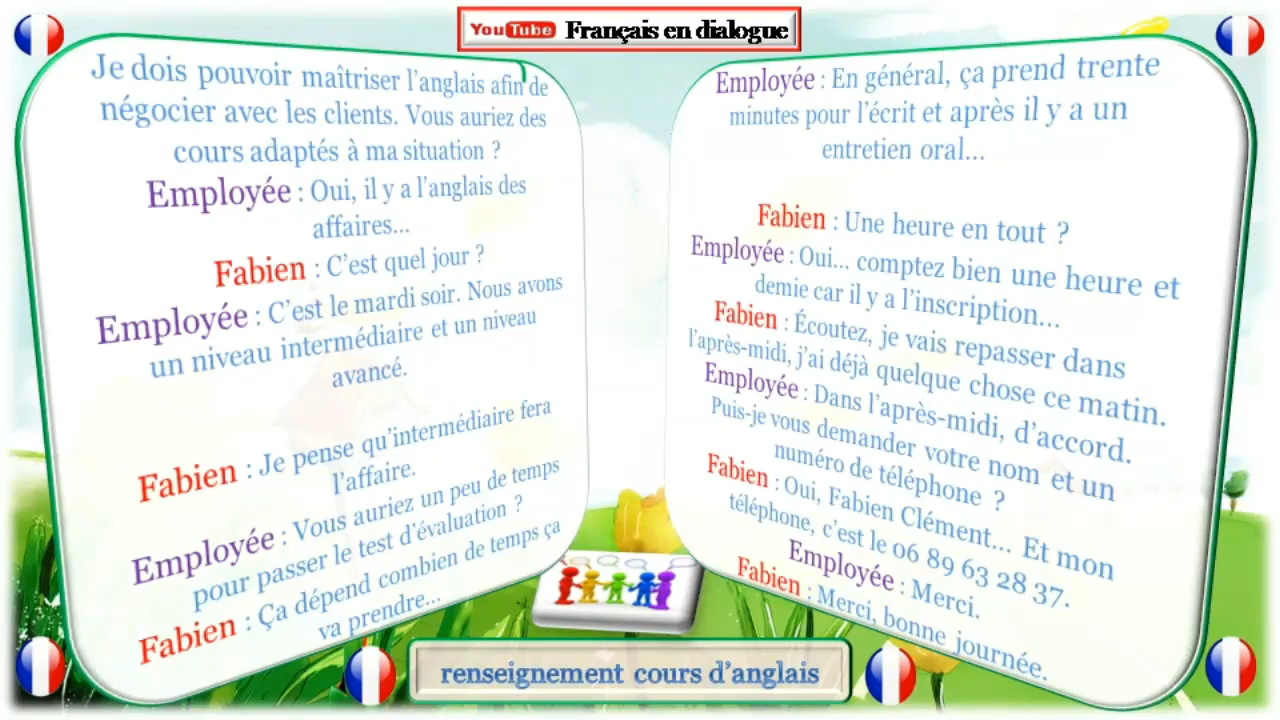 YouTube Français en dialogue
Je dois pouvoir maîtriser l'anglais afin de
négocier avec les clients. Vous auriez des
cours adaptés à ma situation ?
Employée : Oui, il y a l'anglais des
affaires...
Fabien : C'est quel jour ?
Employée : C'est le mardi soir. Nous avons
un niveau intermédiaire et un niveau
avancé.
Fabien : Je pense qu'intermédiaire fera
l'affaire.
Employée : Vous auriez un peu de temps
pour passer le test d'évaluation ?
Fabien : Ça dépend combien de temps ça
va prendre...
Employée : En général, ça prend trente
minutes pour l'écrit et après il y a un
entretien oral...
Fabien : Une heure en tout ?
Employée : Oui... comptez bien une heure et
demie car il y a l'inscription...
Fabien : Écoutez, je vais repasser dans
l'après-midi, j'ai déjà quelque chose ce matin.
Employée : Dans l'après-midi, d'accord.
Puis-je vous demander votre nom et un
numéro de téléphone ?
Fabien : Oui, Fabien Clément... Et mon
téléphone, c'est le 06 89 63 28 37.
Employée : Merci.
Fabien : Merci, bonne journée.
renseignement cours d'anglais